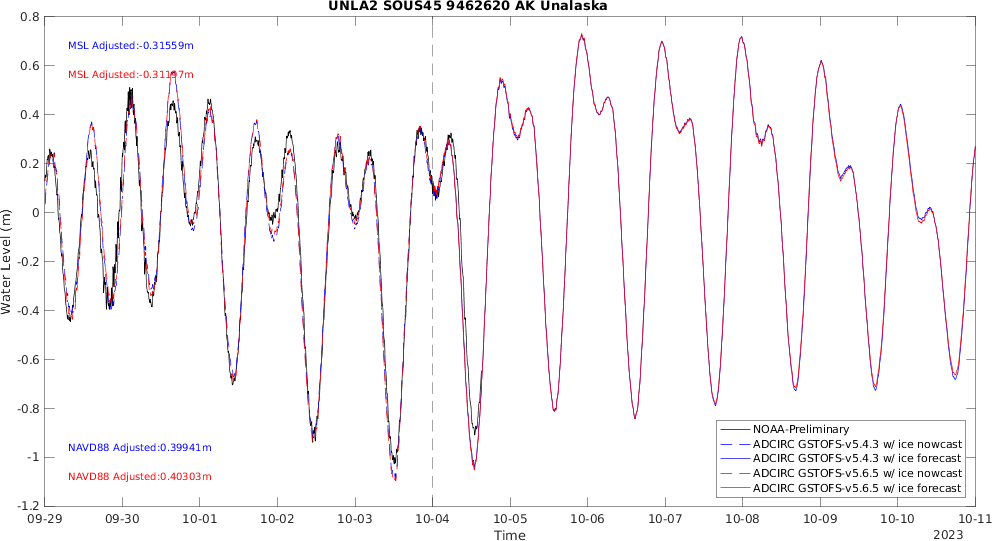 UNLA2 SOUS45 9462620 AK Unalaska
0.8
0.6
0.4
0.2
0
-0.2
-0.4
-0.6
-0.8
-1
-1.2
Water Level (m)
MSL Adjusted:-0.31559m
MSL Adjusted:-0.31197m
NAVD88 Adjusted:0.39941m
NAVD88 Adjusted:0.40303m
NOAA-Preliminary
ADCIRC GSTOFS-v5.4.3 w/ ice nowcast
ADCIRC GSTOFS-v5.4.3 w/ ice forecast
ADCIRC GSTOFS-v5.6.5 w/ ice nowcast
ADCIRC GSTOFS-v5.6.5 w/ ice forecast
09-29 09-30 10-01 10-02 10-03 10-04 10-05 10-06 10-07 10-08 10-09 10-10 10-11
Time
2023